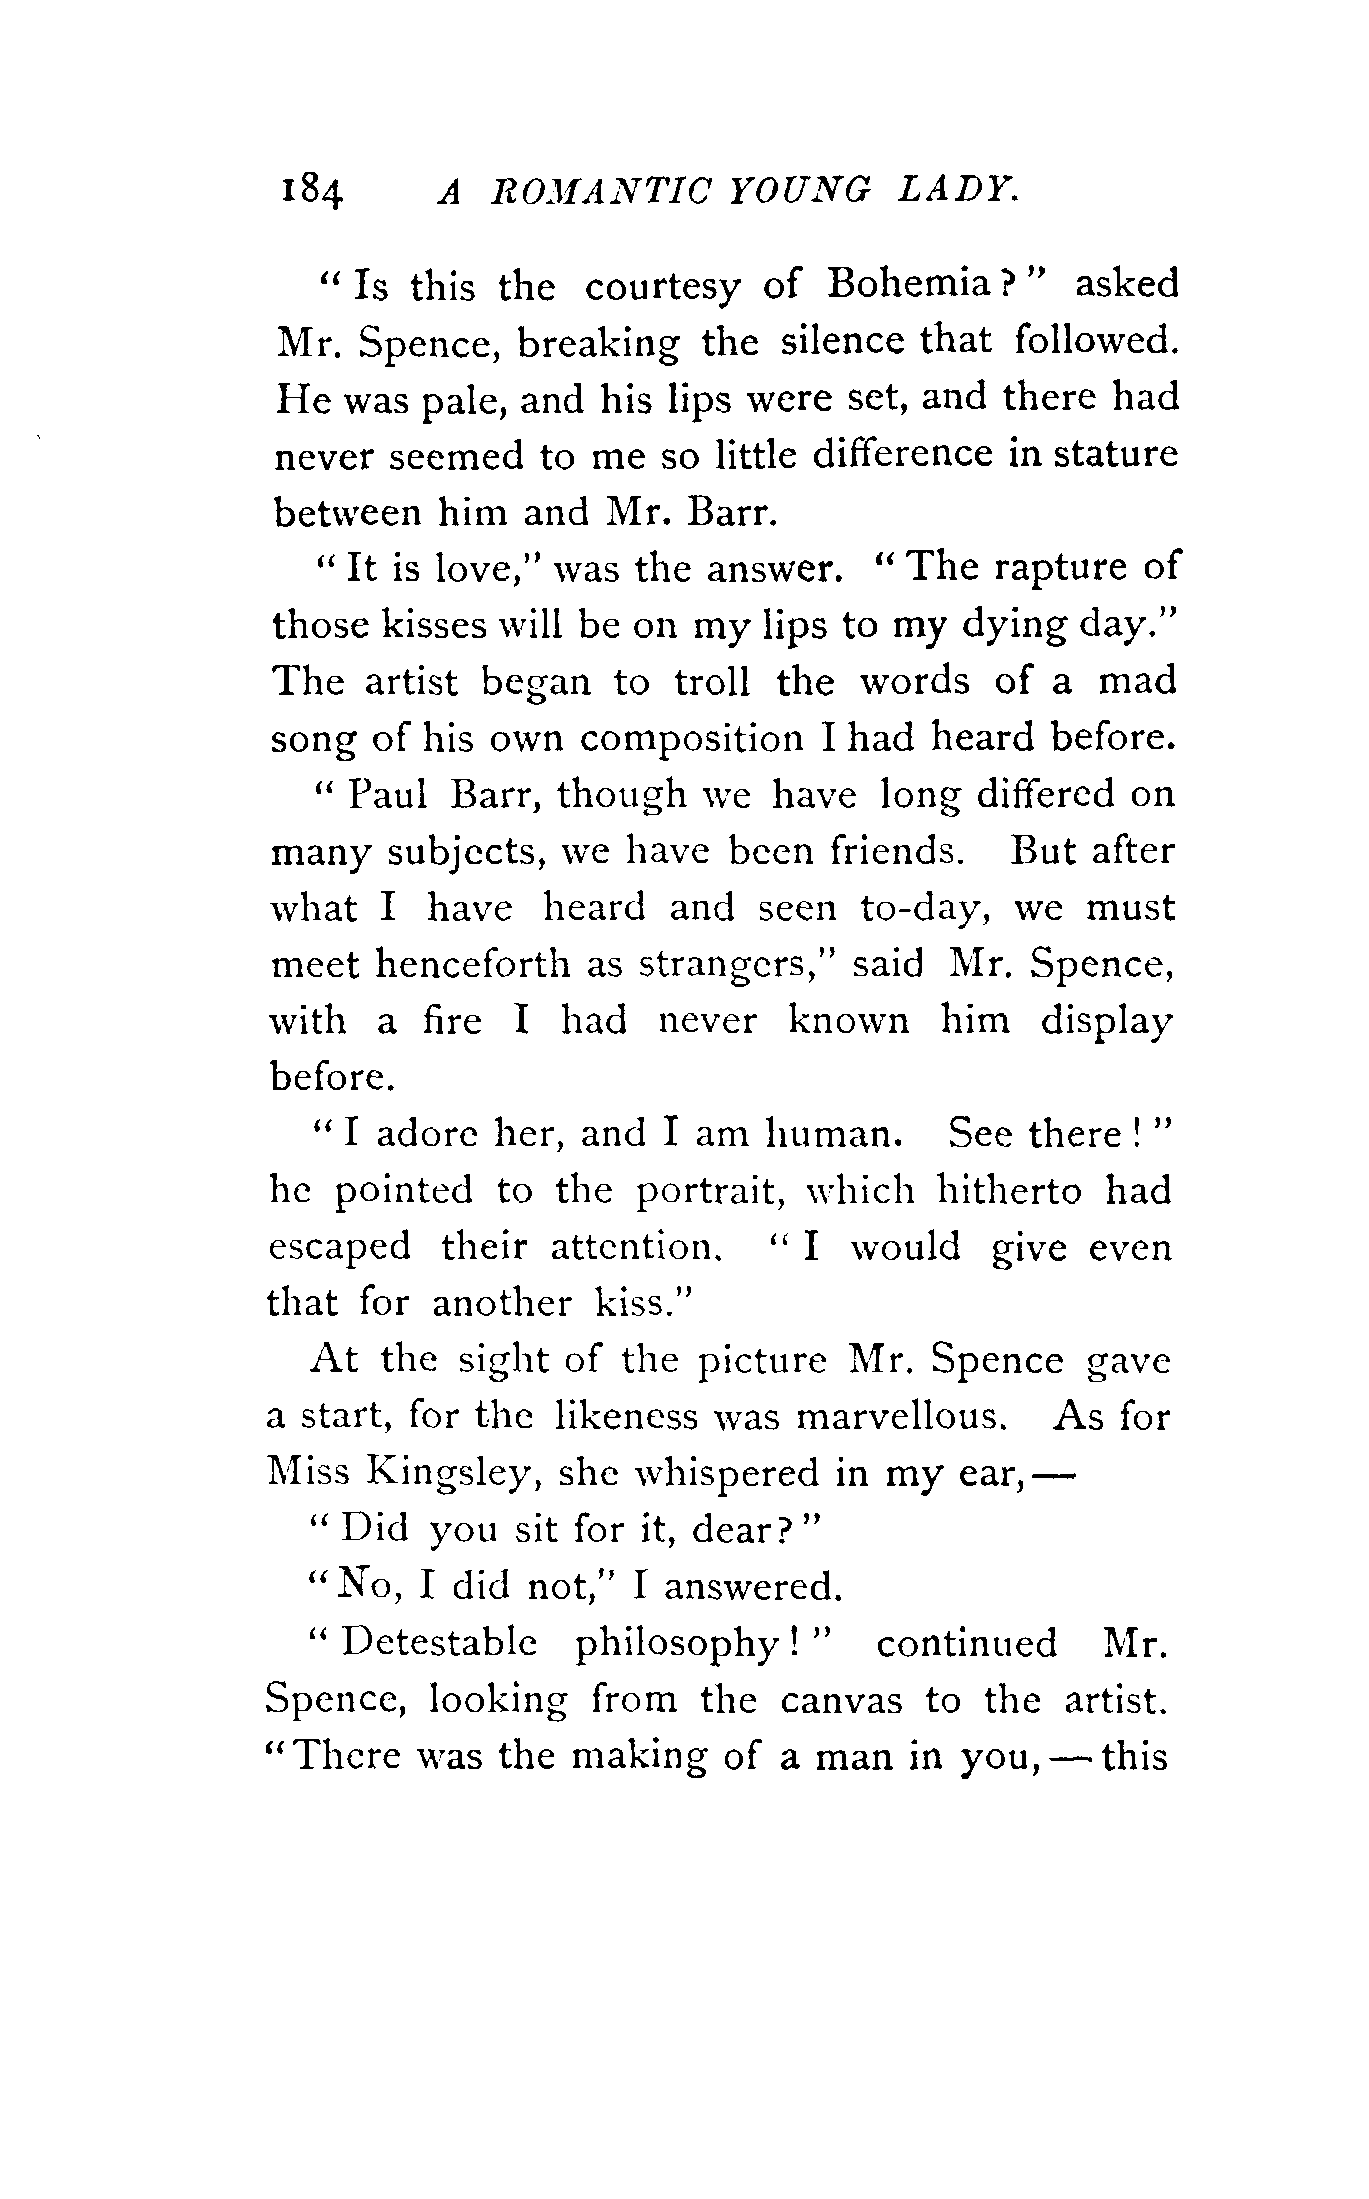 184 A ROMANTIC YOUNG LADY.
" Is this the courtesy of Bohemia ? " asked
Mr. Spence, breaking the silence that followed.
He was pale, and his lips were set, and there had
never seemed to me so little difference in stature
between him and Mr. Barr.
" It is love," was the answer. " The rapture of
those kisses will be on my lips to my dying day."
The artist began to troll the words of a mad
song of his own composition I had heard before.
" Paul Barr, though we have long differed on
many subjects, we have been friends. But after
what I have heard and seen to-day, we must
meet henceforth as strangers," said Mr. Spence,
with a fire I had never known him display
before.
" I adore her, and I am human. See there ! "
he pointed to the portrait, which hitherto had
escaped their attention. " I would give even
that for another kiss."
At the sight of the picture Mr. Spence gave
a start, for the likeness was marvellous. As for
Miss Kingsley, she whispered in my ear, —
" Did you sit for it, dear? "
" No, I did not," I answered.
" Detestable philosophy ! " continued Mr.
Spence, looking from the canvas to the artist.
" There was the making of a man in you, — this